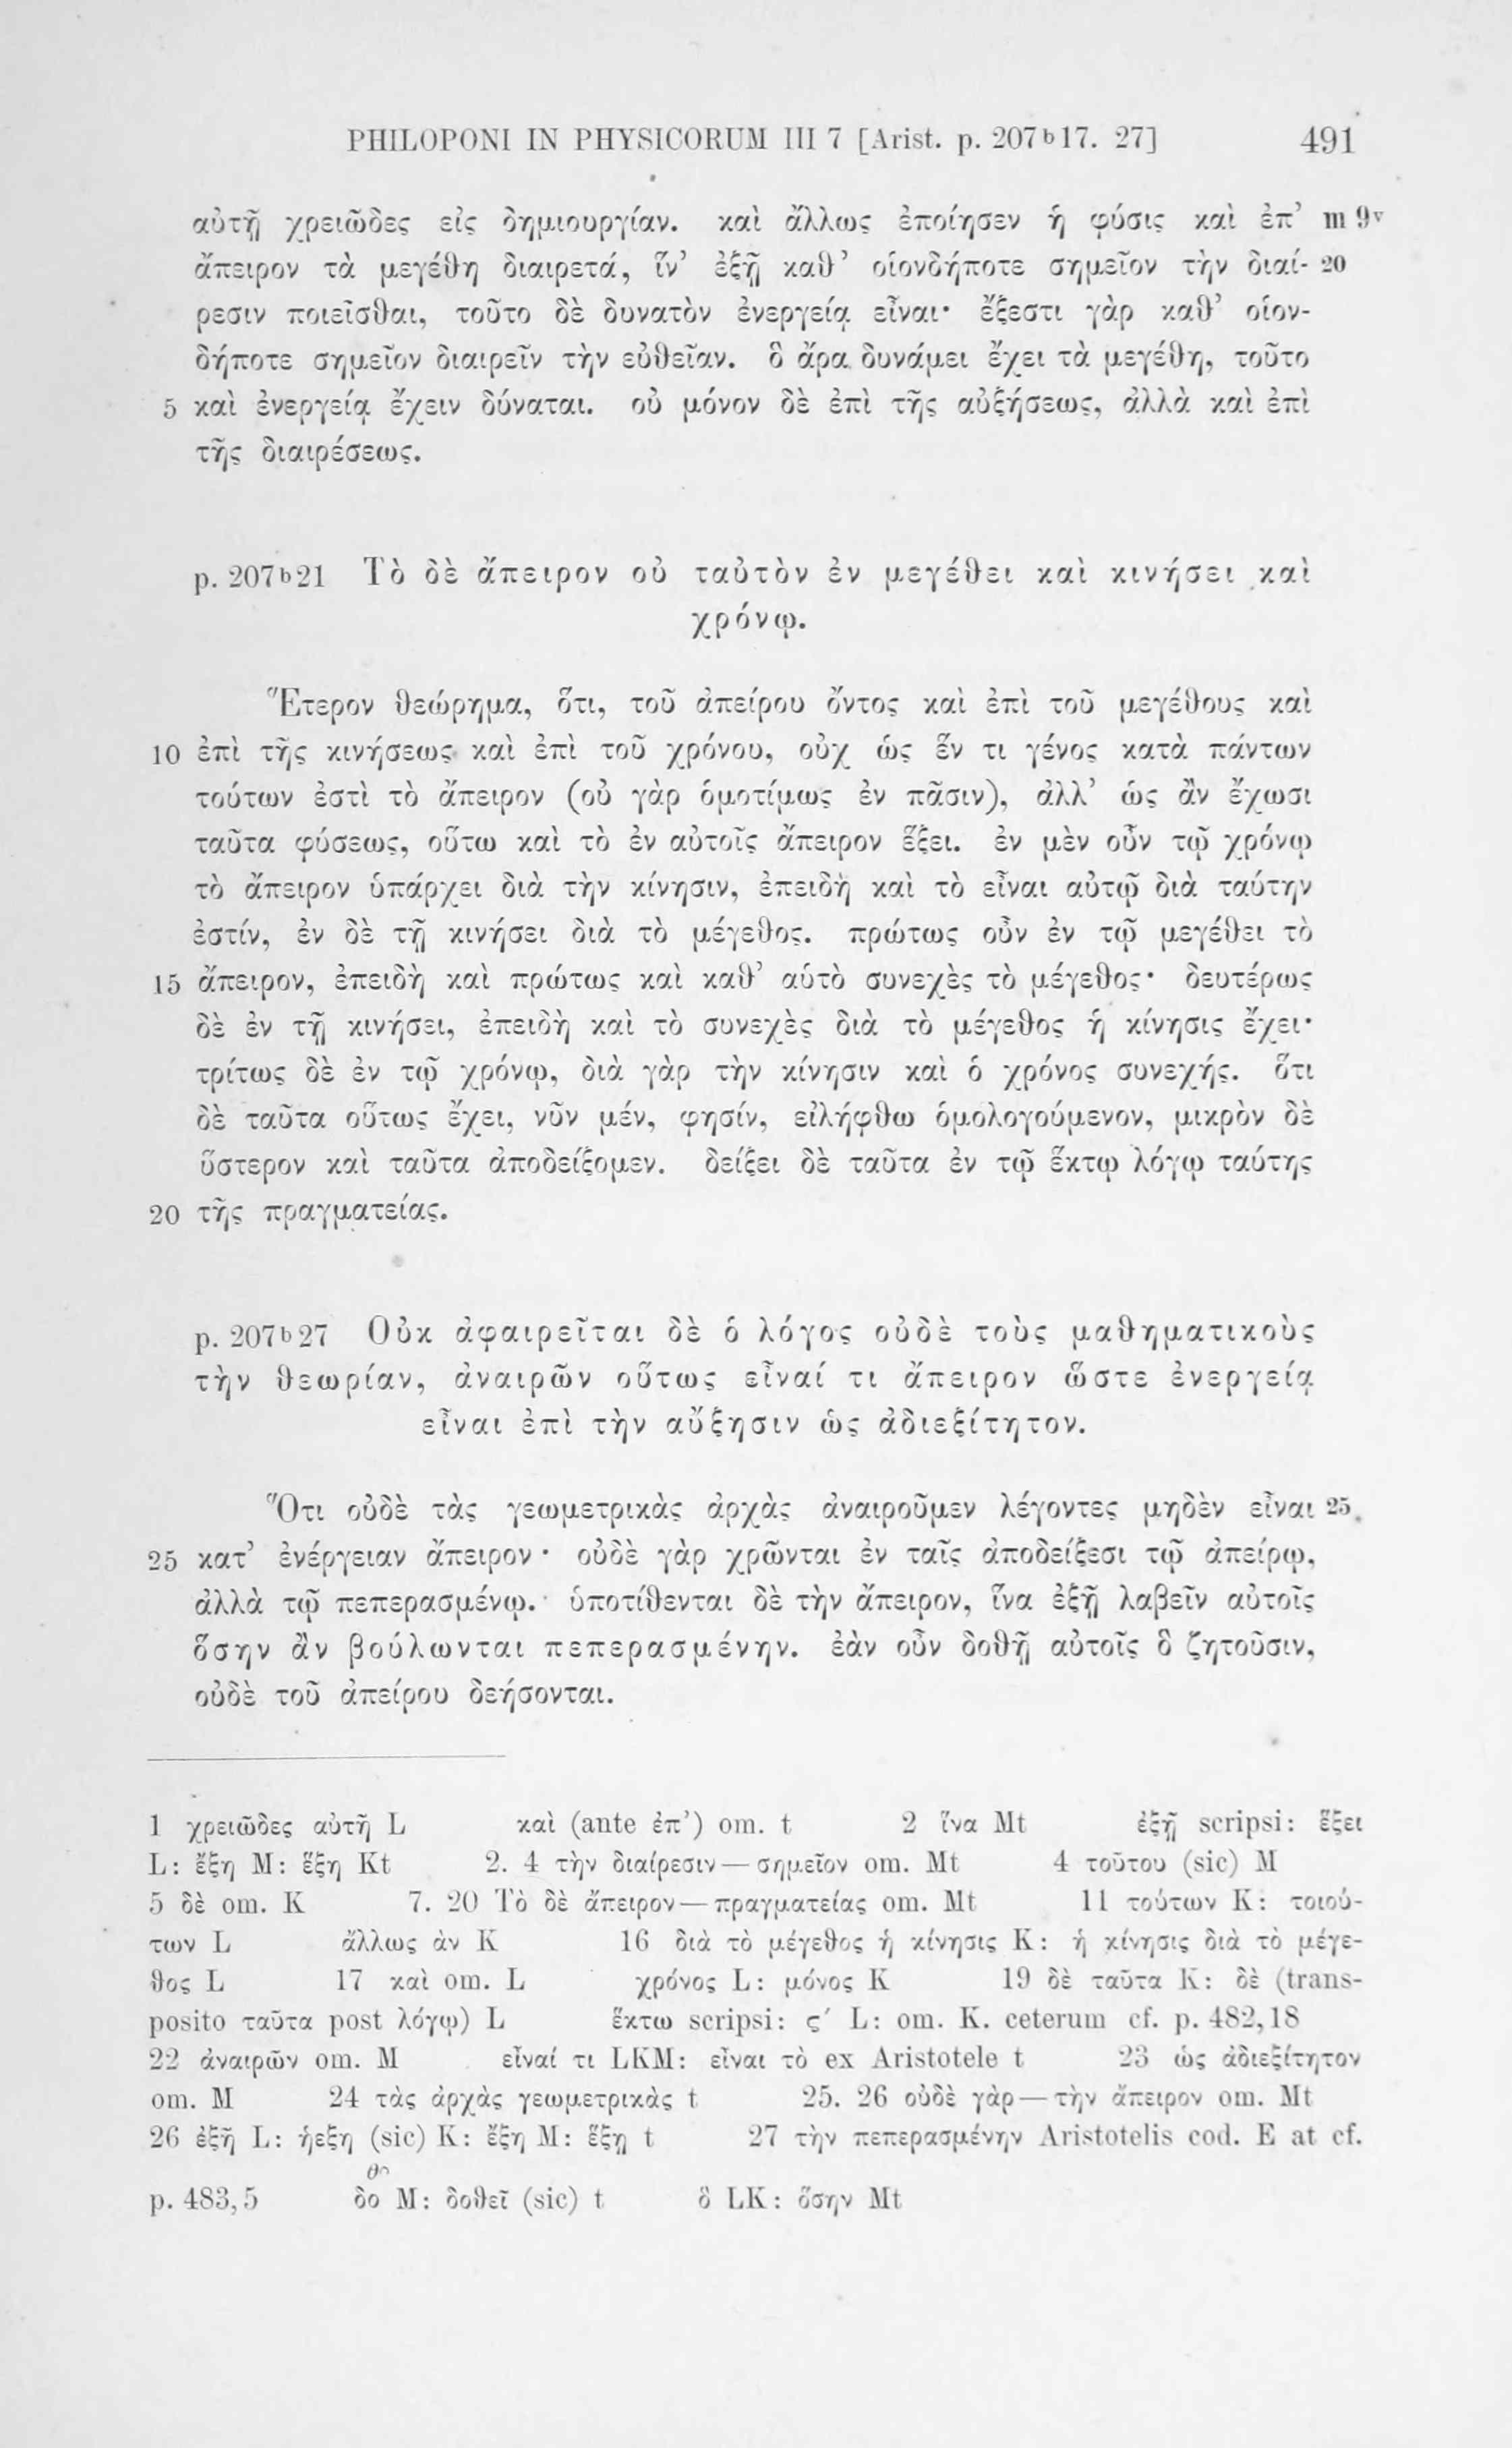 PHILOPONI IN PHYSICORUM III 7 [Arist. p. 207ᵇ17. 27] 491
αὐτῇ χρειῶδες εἰς δημιουργίαν. καὶ ἄλλως ἐποίησεν ἡ φύσις καὶ ἐπ’ m 9ᵛ
ἄπειρον τὰ μεγέθη διαιρετά, ἵν’ ἐξῇ καθ’ οἱονδήποτε σημεῖον τὴν διαί- 20
ρεσιν ποιεῖσθαι, τοῦτο δὲ δυνατὸν ἐνεργείᾳ εἶναι· ἔξεστι γὰρ καθ’ οἱον-
δήποτε σημεῖον διαιρεῖν τὴν εὐθεῖαν. ὃ ἄρα δυνάμει ἔχει τὰ μεγέθη, τοῦτο
5 καὶ ἐνεργείᾳ ἔχειν δύναται. οὐ μόνον δὲ ἐπὶ τῆς αὐξήσεως, ἀλλὰ καὶ ἐπὶ
τῆς διαιρέσεως.
p. 207ᵇ21 Τὸ δὲ ἄπειρον οὐ ταὐτὸν ἐν μεγέθει καὶ κινήσει καὶ
χρόνῳ.
Ἕτερον θεώρημα, ὅτι, τοῦ ἀπείρου ὄντος καὶ ἐπὶ τοῦ μεγέθους καὶ
10 ἐπὶ τῆς κινήσεως καὶ ἐπὶ τοῦ χρόνου, οὐχ ὡς ἕν τι γένος κατὰ πάντων
τούτων ἐστὶ τὸ ἄπειρον (οὐ γὰρ ὁμοτίμως ἐν πᾶσιν), ἀλλ’ ὡς ἂν ἔχωσι
ταῦτα φύσεως, οὕτω καὶ τὸ ἐν αὐτοῖς ἄπειρον ἕξει. ἐν μὲν οὖν τῷ χρόνῳ
τὸ ἄπειρον ὑπάρχει διὰ τὴν κίνησιν, ἐπειδὴ καὶ τὸ εἶναι αὐτῷ διὰ ταύτην
ἐστίν, ἐν δὲ τῇ κινήσει διὰ τὸ μέγεθος. πρώτως οὖν ἐν τῷ μεγέθει τὸ
15 ἄπειρον, ἐπειδὴ καὶ πρώτως καὶ καθ’ αὑτὸ συνεχὲς τὸ μέγεθος· δευτέρως
δὲ ἐν τῇ κινήσει, ἐπειδὴ καὶ τὸ συνεχὲς διὰ τὸ μέγεθος ἡ κίνησις ἔχει·
τρίτως δὲ ἐν τῷ χρόνῳ, διὰ γὰρ τὴν κίνησιν καὶ ὁ χρόνος συνεχής. ὅτι
δὲ ταῦτα οὕτως ἔχει, νῦν μέν, φησίν, εἰλήφθω ὁμολογούμενον, μικρὸν δὲ
ὕστερον καὶ ταῦτα ἀποδείξομεν. δείξει δὲ ταῦτα ἐν τῷ ἕκτῳ λόγῳ ταύτης
20 τῆς πραγματείας.
p. 207ᵇ27 Οὐκ ἀφαιρεῖται δὲ ὁ λόγος οὐδὲ τοὺς μαθηματικοὺς
τὴν θεωρίαν, ἀναιρῶν οὕτως εἶναί τι ἄπειρον ὥστε ἐνεργείᾳ
εἶναι ἐπὶ τὴν αὔξησιν ὡς ἀδιεξίτητον.
Ὅτι οὐδὲ τὰς γεωμετρικὰς ἀρχὰς ἀναιροῦμεν λέγοντες μηδὲν εἶναι 25
25 κατ’ ἐνέργειαν ἄπειρον· οὐδὲ γὰρ χρῶνται ἐν ταῖς ἀποδείξεσι τῷ ἀπείρῳ,
ἀλλὰ τῷ πεπερασμένῳ. ὑποτίθενται δὲ τὴν ἄπειρον, ἵνα ἐξῇ λαβεῖν αὐτοῖς
ὅσην ἂν βούλωνται πεπερασμένην. ἐὰν οὖν δοθῇ αὐτοῖς ὃ ζητοῦσιν,
οὐδὲ τοῦ ἀπείρου δεήσονται.
1 χρειῶδες αὐτῇ L καὶ (ante ἐπ’) om. t 2 ἵνα Mt ἐξῇ scripsi: ἕξει
L: ἔξη M: ἕξη Kt 2. 4 τὴν διαίρεσιν—σημεῖον om. Mt 4 τούτου (sic) M
5 δὲ om. K 7. 20 Τὸ δὲ ἄπειρον—πραγματείας om. Mt 11 τούτων K: τοιού-
των L ἄλλως ἀν K 16 διὰ τὸ μέγεθος ἡ κίνησις K: ἡ κίνησις διὰ τὸ μέγε-
θος L 17 καὶ om. L χρόνος L: μόνος K 19 δὲ ταῦτα K: δὲ (trans-
posito ταῦτα post λόγῳ) L ἕκτω scripsi: ϛʹ L: om. K. ceterum cf. p. 482,18
22 ἀναιρῶν om. M εἶναί τι LKM: εἶναι τὸ ex Aristotele t 23 ὡς ἀδιεξίτητον
om. M 24 τὰς ἀρχὰς γεωμετρικὰς t 25. 26 οὐδὲ γὰρ—τὴν ἄπειρον om. Mt
26 ἐξῆ L: ἡεξη (sic) K: ἔξη M: ἕξῃ t 27 τὴν πεπερασμένην Aristotelis cod. E at cf.
p. 483,5 δο M: δοθεῖ (sic) t ὃ LK: ὅσην Mt